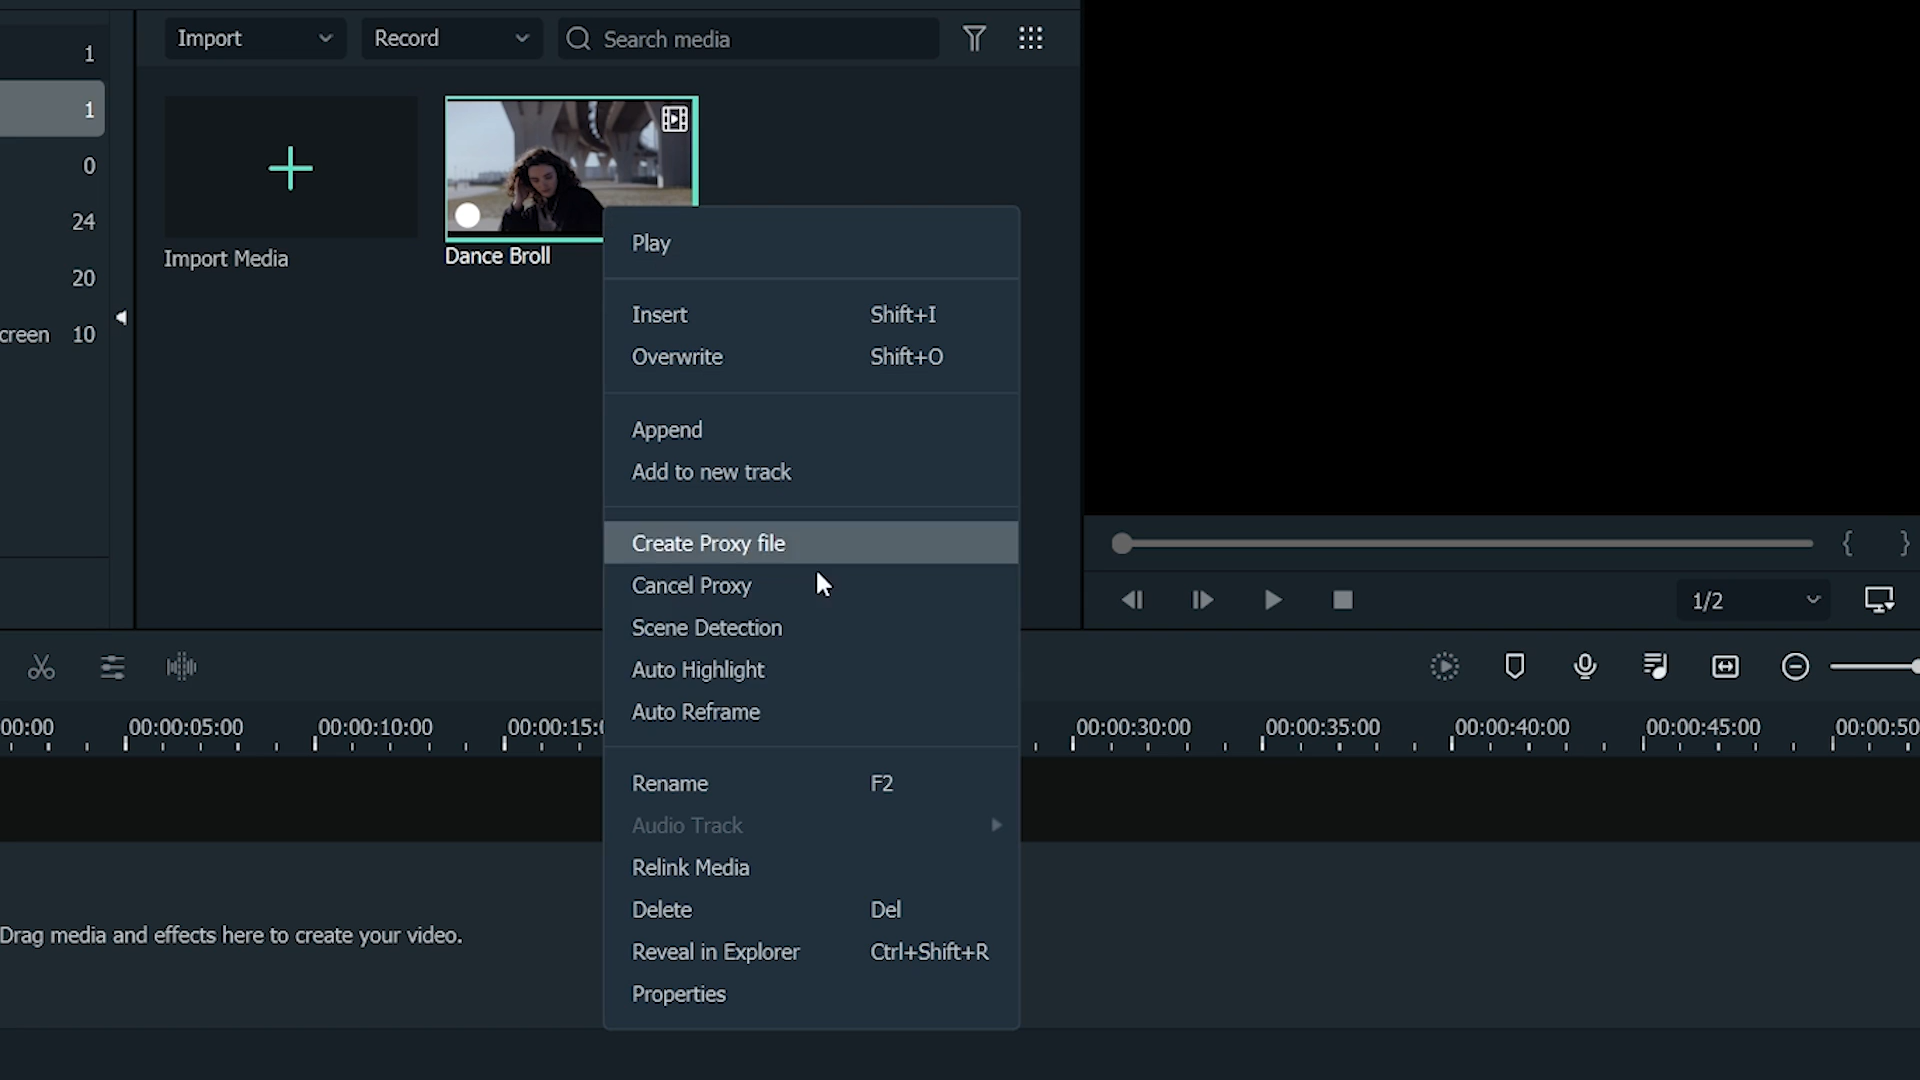 1
1
0
24
20
creen 10
Import
Record
Search media
Import Media
Dance Broll
Play
Insert Shift+I
Overwrite Shift+O
Append
Add to new track
Create Proxy file
Cancel Proxy
Scene Detection
Auto Highlight
Auto Reframe
Rename F2
Audio Track
Relink Media
Delete Del
Reveal in Explorer Ctrl+Shift+R
Properties
{ }
1/2
00:00 00:00:05:00 00:00:10:00 00:00:15:0 00:00:30:00 00:00:35:00 00:00:40:00 00:00:45:00 00:00:50
Drag media and effects here to create your video.